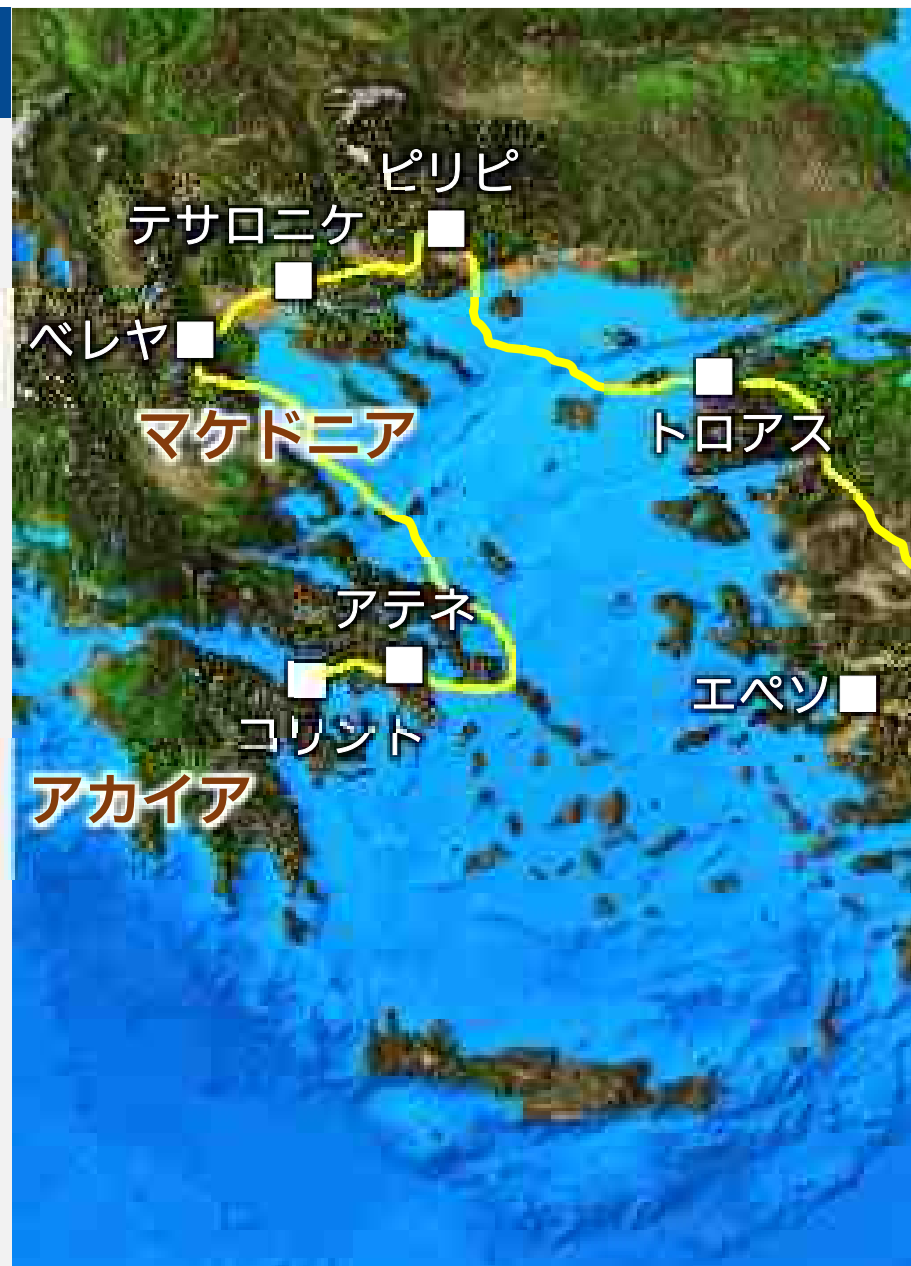 ピリピ
テサロニケ
ベレヤ
マケドニア
トロアス
アテネ
エペソ
コリント
アカイア